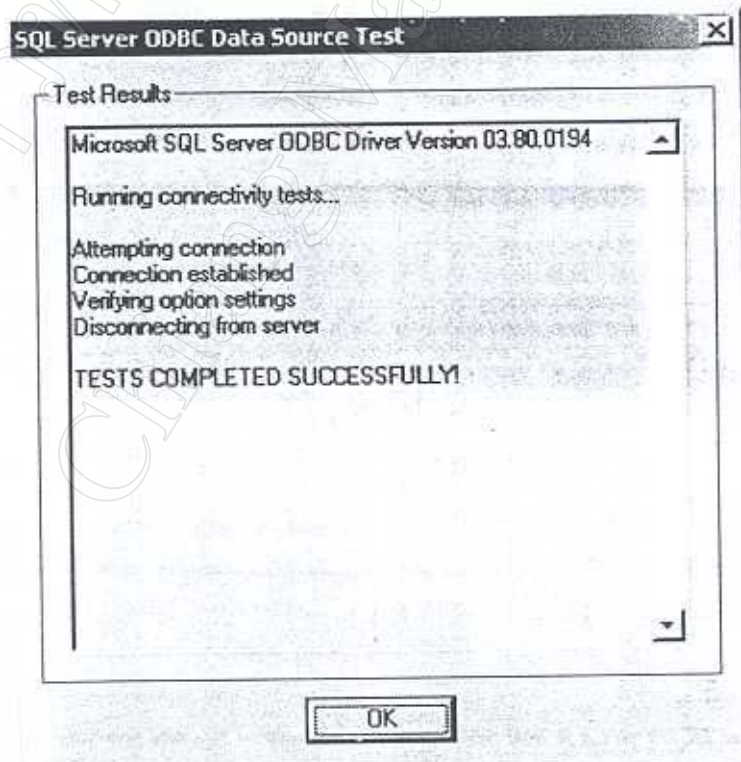 SQL Server ODBC Data Source Test
Test Results
Microsoft SQL Server ODBC Driver Version 03.80.0194
Running connectivity tests...
Attempting connection
Connection established
Verifying option settings
Disconnecting from server
TESTS COMPLETED SUCCESSFULLY!
OK